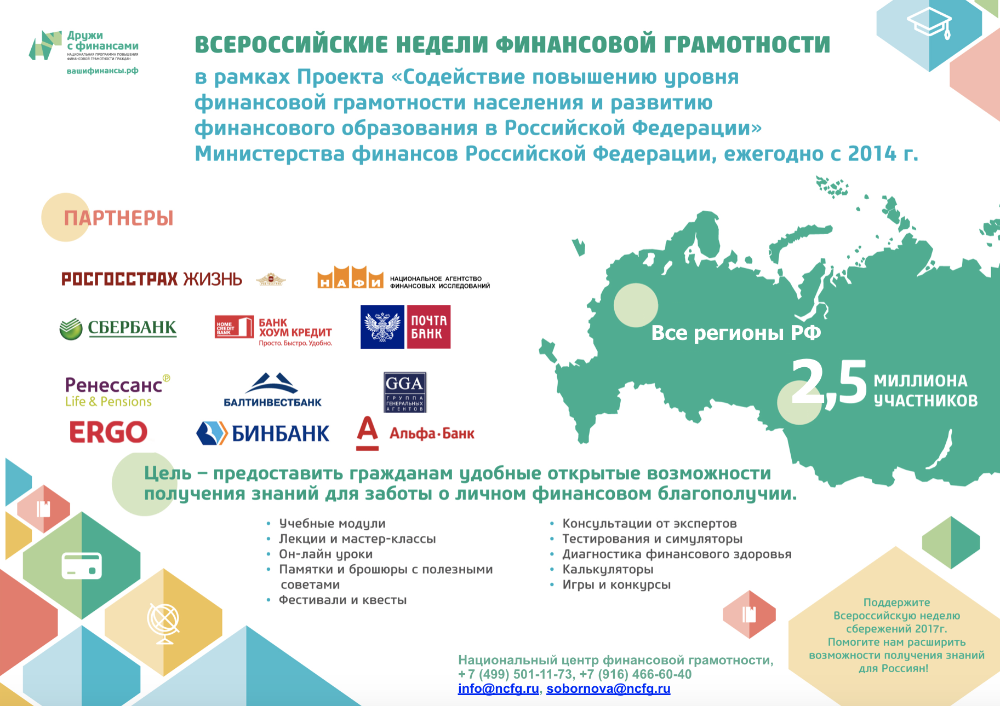 Дружи
с финансами
НАЦИОНАЛЬНАЯ ПРОГРАММА ПОВЫШЕНИЯ
ФИНАНСОВОЙ ГРАМОТНОСТИ ГРАЖДАН
вашифинансы.рф
ВСЕРОССИЙСКИЕ НЕДЕЛИ ФИНАНСОВОЙ ГРАМОТНОСТИ
в рамках Проекта «Содействие повышению уровня
финансовой грамотности населения и развитию
финансового образования в Российской Федерации»
Министерства финансов Российской Федерации, ежегодно с 2014 г.
ПАРТНЕРЫ
РОСГОССТРАХ ЖИЗНЬ
РОСГОССТРАХ
НАФИ
НАЦИОНАЛЬНОЕ АГЕНТСТВО
ФИНАНСОВЫХ ИССЛЕДОВАНИЙ
СБЕРБАНК
HOME
CREDIT
BANK
БАНК
ХОУМ КРЕДИТ
Просто. Быстро. Удобно.
ПОЧТА
БАНК
Ренессанс
Life & Pensions
БАЛТИНВЕСТБАНК
GGA
ГРУППА
ГЕНЕРАЛЬНЫХ
АГЕНТОВ
ERGO
БИНБАНК
А
Альфа·Банк
Все регионы РФ
2,5 МИЛЛИОНА
УЧАСТНИКОВ
Цель – предоставить гражданам удобные открытые возможности
получения знаний для заботы о личном финансовом благополучии.
• Учебные модули
• Лекции и мастер-классы
• Он-лайн уроки
• Памятки и брошюры с полезными
советами
• Фестивали и квесты
• Консультации от экспертов
• Тестирования и симуляторы
• Диагностика финансового здоровья
• Калькуляторы
• Игры и конкурсы
Поддержите
Всероссийскую неделю
сбережений 2017г.
Помогите нам расширить
возможности получения знаний
для Россиян!
Национальный центр финансовой грамотности,
+7 (499) 501-11-73, +7 (916) 466-60-40
info@ncfg.ru, sobornova@ncfg.ru